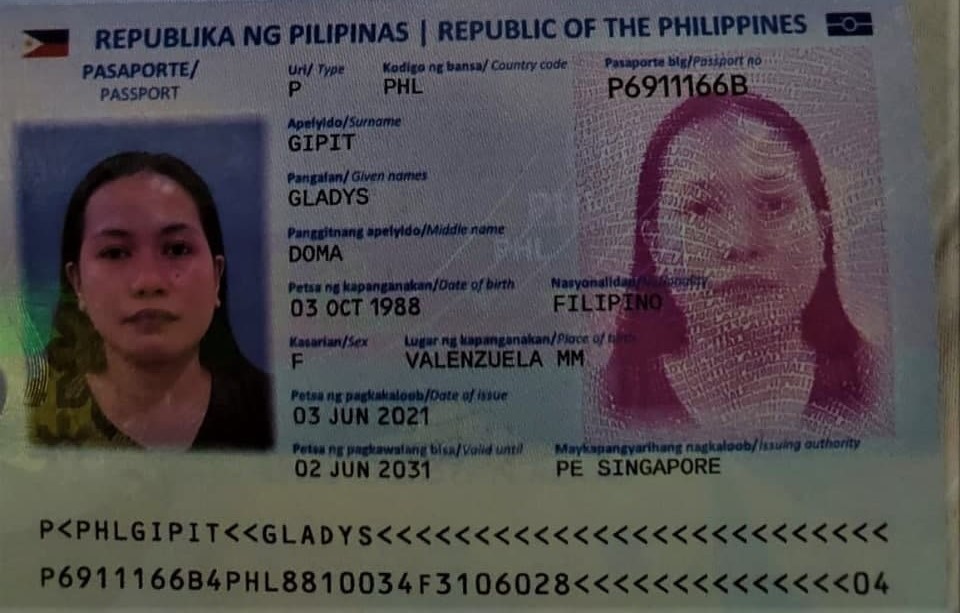 REPUBLIKA NG PILIPINAS | REPUBLIC OF THE PHILIPPINES
PASAPORTE/
PASSPORT
Uri/ Type
P
Kodigo ng bansa/ Country code
PHL
Pasaporte blg/Passport no
P6911166B
Apelyido/Surname
GIPIT
Pangalan/ Given names
GLADYS
Panggitnang apelyido/Middle name
DOMA
Petsa ng kapanganakan/Date of birth
03 OCT 1988
Nasyonalidad/Nationality
FILIPINO
Kasarian/Sex
F
Lugar ng kapanganakan/Place of birth
VALENZUELA MM
Petsa ng pagkakaloob/Date of issue
03 JUN 2021
Petsa ng pagkawalang bisa/Valid until
02 JUN 2031
Maykapangyarihang nagkaloob/Issuing authority
PE SINGAPORE
P<PHLGIPIT<<GLADYS<<<<<<<<<<<<<<<<<<<<<<<<<<
P6911166B4PHL8810034F3106028<<<<<<<<<<<<<<04